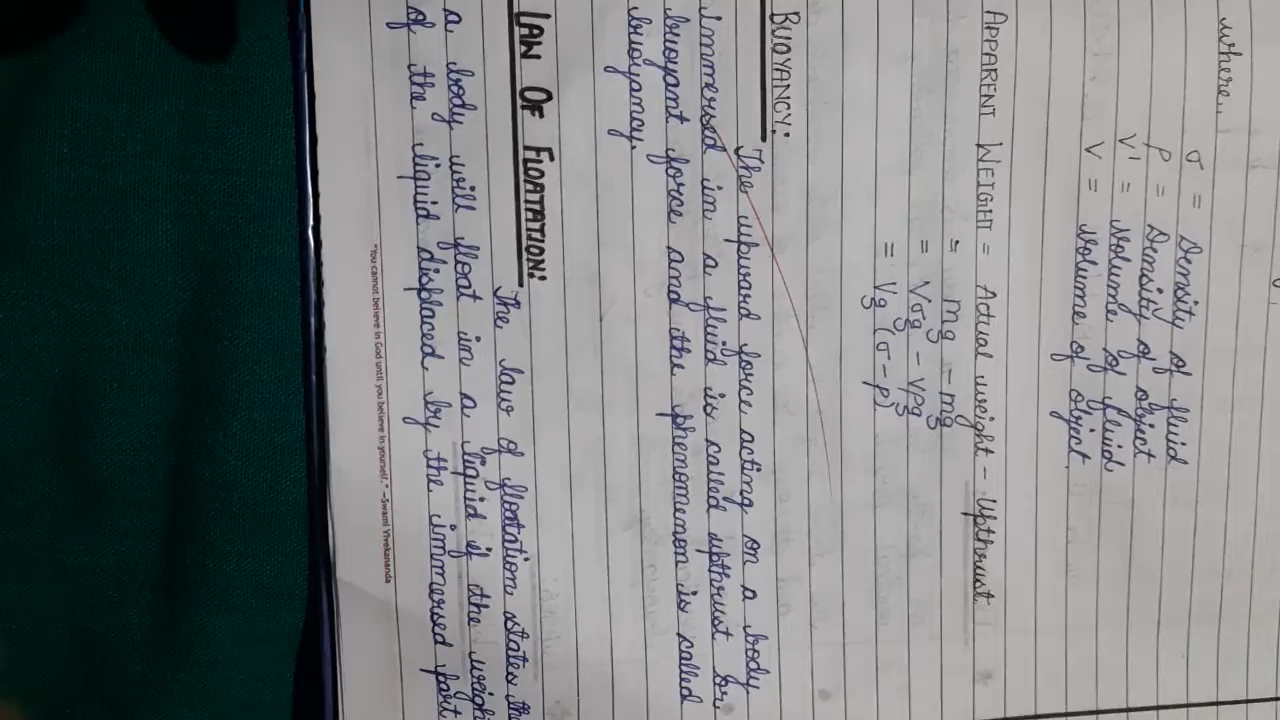 where,
σ = Density of fluid
ρ = Density of object
V' = Volume of fluid
V = Volume of object.
APPARENT WEIGHT = Actual weight - Upthrust.
= mg - mg
= Vσg - Vρg
= Vg (σ-ρ).
BUOYANCY:
The upward force acting on a body
immersed in a fluid is called upthrust or
buoyant force and the phenomenon is called
buoyancy.
LAW OF FLOATATION:
The law of floatation states th
a body will float in a liquid if the weigh
of the liquid displaced by the immersed part
"You cannot believe in God until you believe in yourself." –Swami Vivekananda